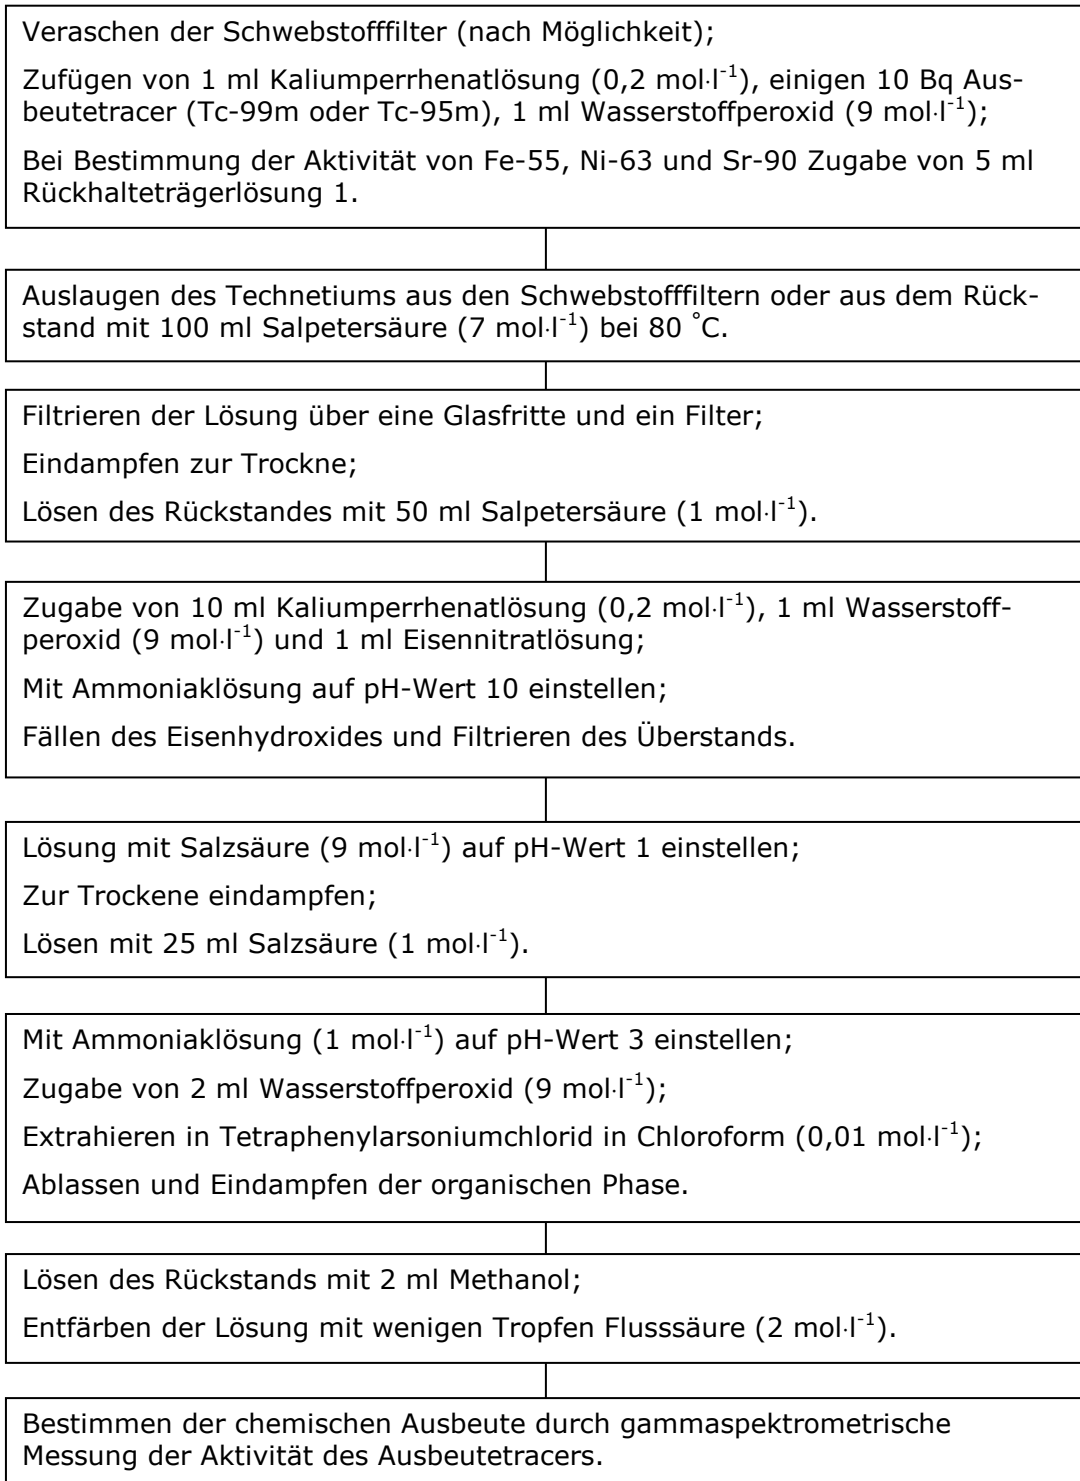 Veraschen der Schwebstofffilter (nach Möglichkeit);
Zufügen von 1 ml Kaliumperrhenatlösung (0,2 mol·l⁻¹), einigen 10 Bq Aus-
beutetracer (Tc-99m oder Tc-95m), 1 ml Wasserstoffperoxid (9 mol·l⁻¹);
Bei Bestimmung der Aktivität von Fe-55, Ni-63 und Sr-90 Zugabe von 5 ml
Rückhalteträgerlösung 1.
Auslaugen des Technetiums aus den Schwebstofffiltern oder aus dem Rück-
stand mit 100 ml Salpetersäure (7 mol·l⁻¹) bei 80 °C.
Filtrieren der Lösung über eine Glasfritte und ein Filter;
Eindampfen zur Trockne;
Lösen des Rückstandes mit 50 ml Salpetersäure (1 mol·l⁻¹).
Zugabe von 10 ml Kaliumperrhenatlösung (0,2 mol·l⁻¹), 1 ml Wasserstoff-
peroxid (9 mol·l⁻¹) und 1 ml Eisennitratlösung;
Mit Ammoniaklösung auf pH-Wert 10 einstellen;
Fällen des Eisenhydroxides und Filtrieren des Überstands.
Lösung mit Salzsäure (9 mol·l⁻¹) auf pH-Wert 1 einstellen;
Zur Trockene eindampfen;
Lösen mit 25 ml Salzsäure (1 mol·l⁻¹).
Mit Ammoniaklösung (1 mol·l⁻¹) auf pH-Wert 3 einstellen;
Zugabe von 2 ml Wasserstoffperoxid (9 mol·l⁻¹);
Extrahieren in Tetraphenylarsoniumchlorid in Chloroform (0,01 mol·l⁻¹);
Ablassen und Eindampfen der organischen Phase.
Lösen des Rückstands mit 2 ml Methanol;
Entfärben der Lösung mit wenigen Tropfen Flusssäure (2 mol·l⁻¹).
Bestimmen der chemischen Ausbeute durch gammaspektrometrische
Messung der Aktivität des Ausbeutetracers.